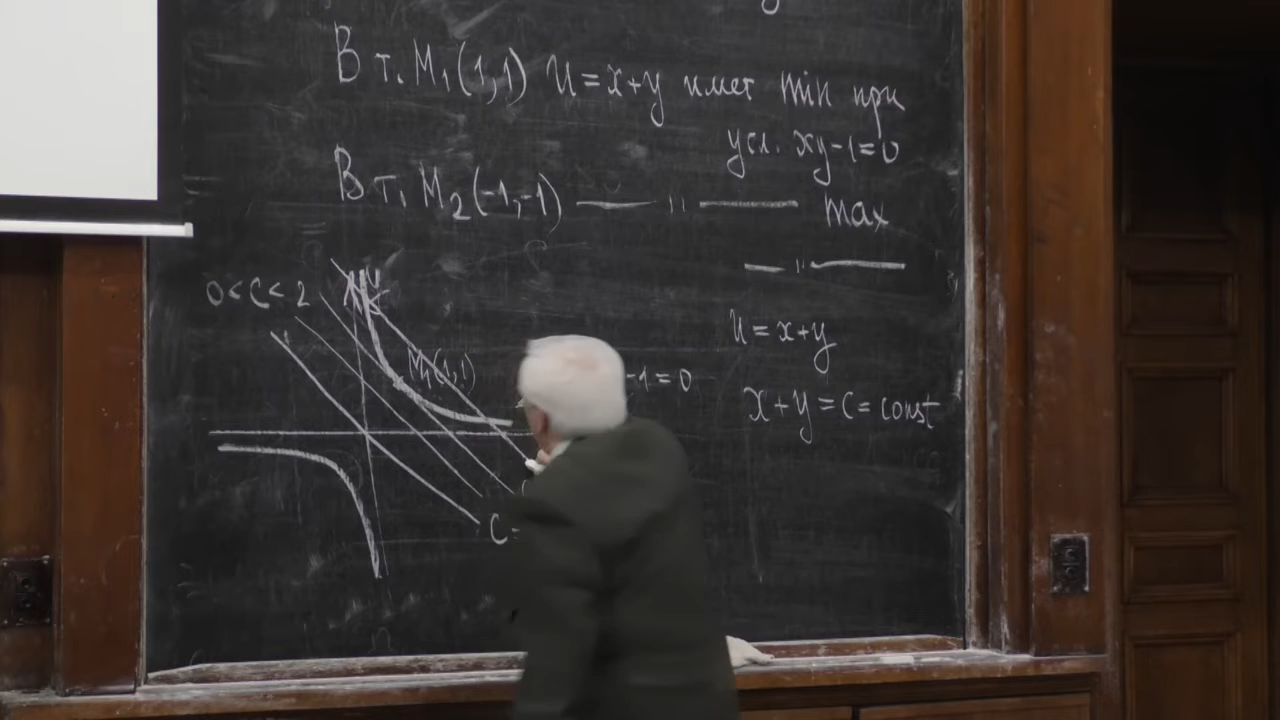 В т. M₁(1,1) u = x+y имеет min при
усл. xy-1=0
В т. M₂(-1,-1) — " — max
— " —
0 < C < 2
M₁(1,1)
-1=0
u = x+y
x+y = C = const
C =